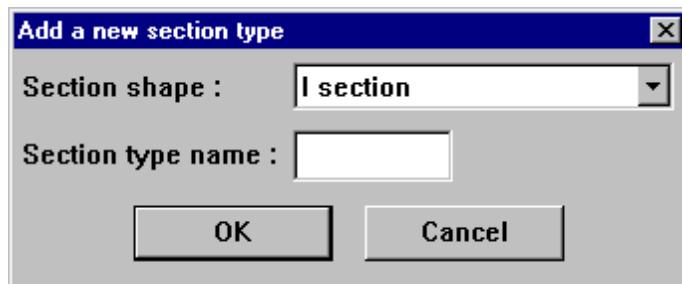 Add a new section type
Section shape : I section
Section type name :
OK Cancel